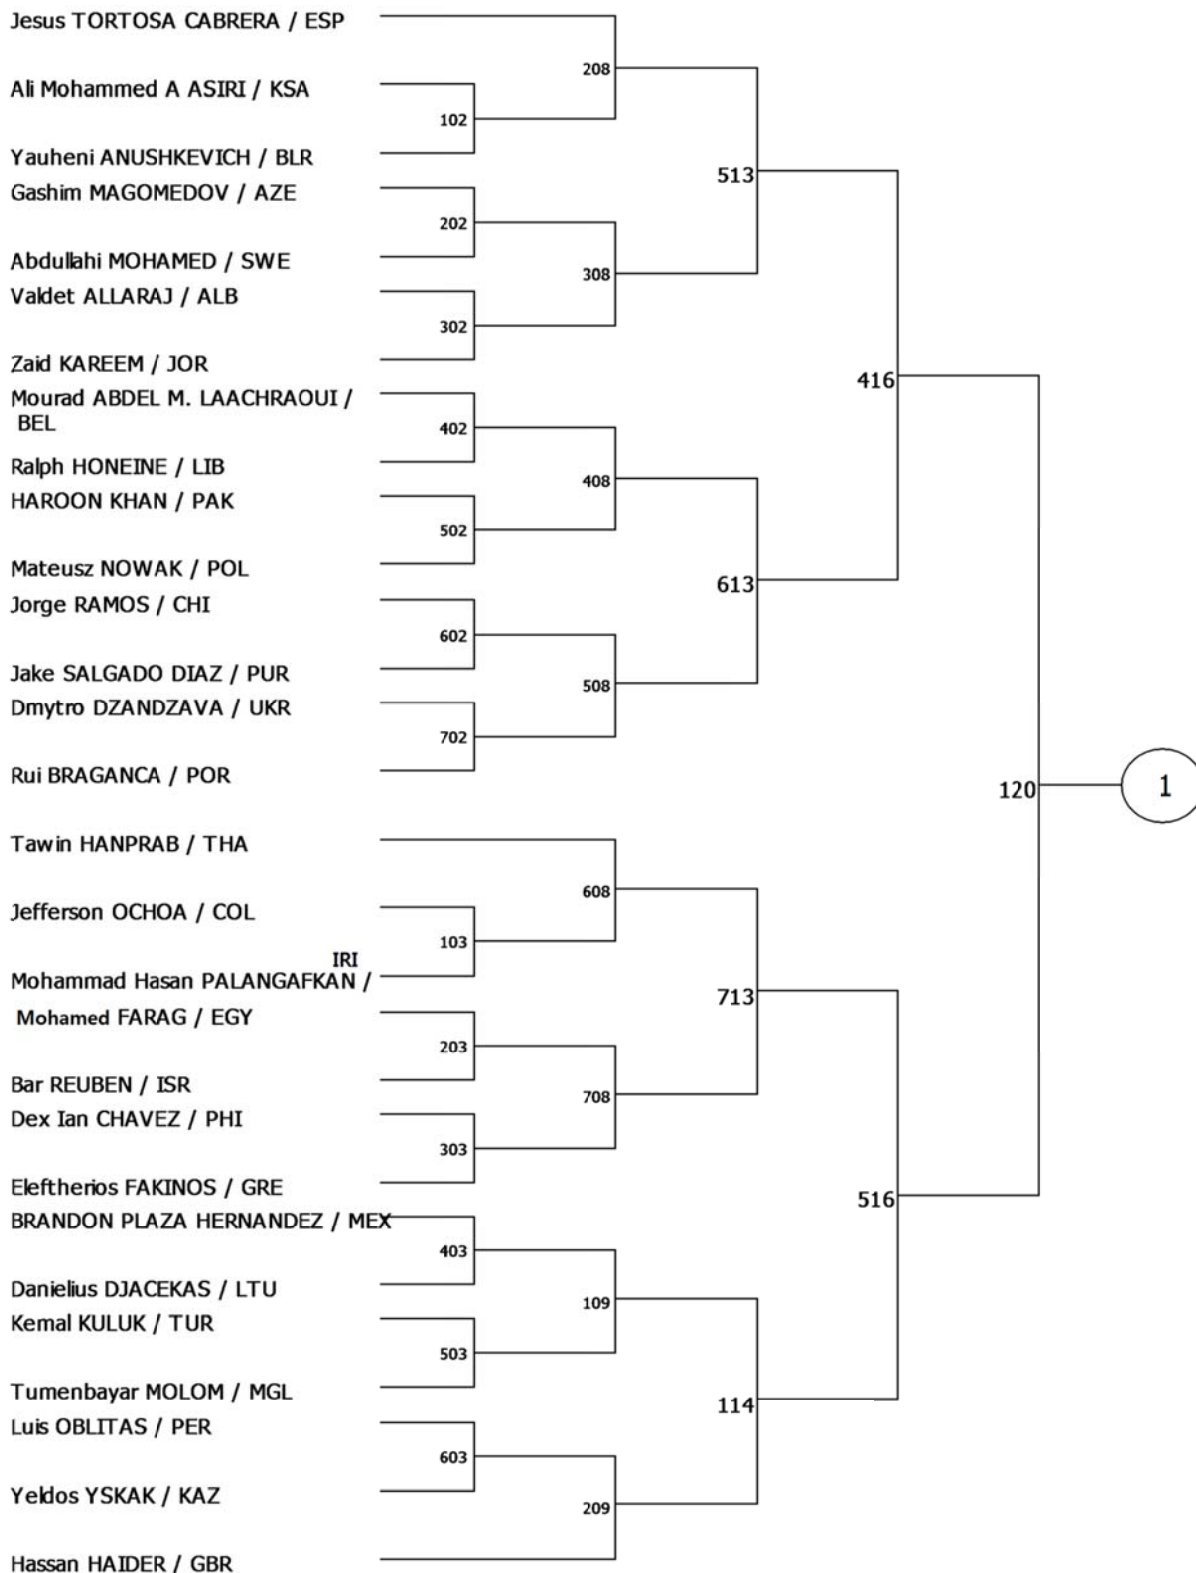 Jesus TORTOSA CABRERA / ESP
208
Ali Mohammed A ASIRI / KSA
102
Yauheni ANUSHKEVICH / BLR
513
Gashim MAGOMEDOV / AZE
202
Abdullahi MOHAMED / SWE
308
Valdet ALLARAJ / ALB
302
Zaid KAREEM / JOR
416
Mourad ABDEL M. LAACHRAOUI /
BEL
402
Ralph HONEINE / LIB
408
HAROON KHAN / PAK
502
Mateusz NOWAK / POL
613
Jorge RAMOS / CHI
602
Jake SALGADO DIAZ / PUR
508
Dmytro DZANDZAVA / UKR
702
Rui BRAGANCA / POR
120
1
Tawin HANPRAB / THA
608
Jefferson OCHOA / COL
103
IRI
Mohammad Hasan PALANGAFKAN /
713
Mohamed FARAG / EGY
203
Bar REUBEN / ISR
708
Dex Ian CHAVEZ / PHI
303
Eleftherios FAKINOS / GRE
516
BRANDON PLAZA HERNANDEZ / MEX
403
Danielius DJACEKAS / LTU
109
Kemal KULUK / TUR
503
Tumenbayar MOLOM / MGL
114
Luis OBLITAS / PER
603
Yeldos YSKAK / KAZ
209
Hassan HAIDER / GBR